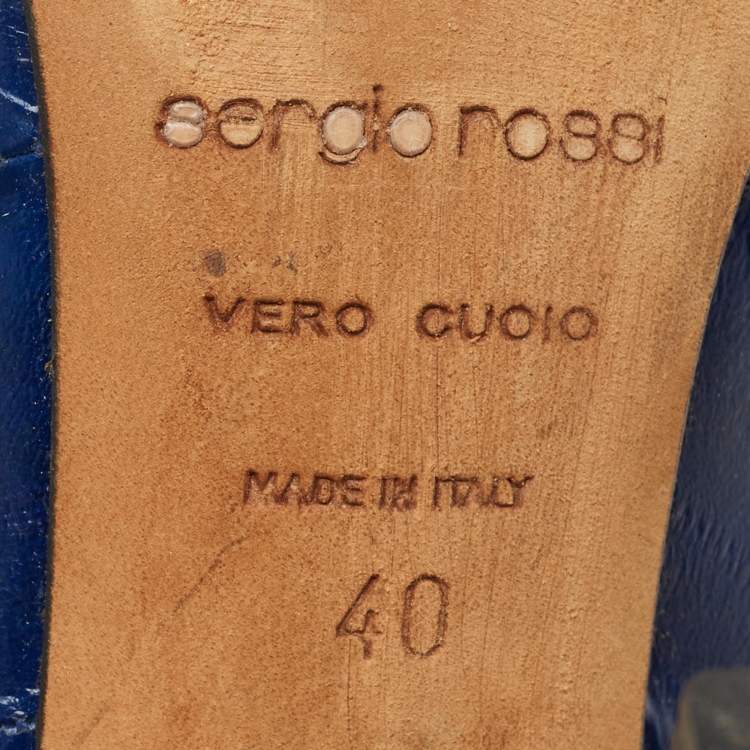 sergio rossi
VERO CUOIO
MADE IN ITALY
40